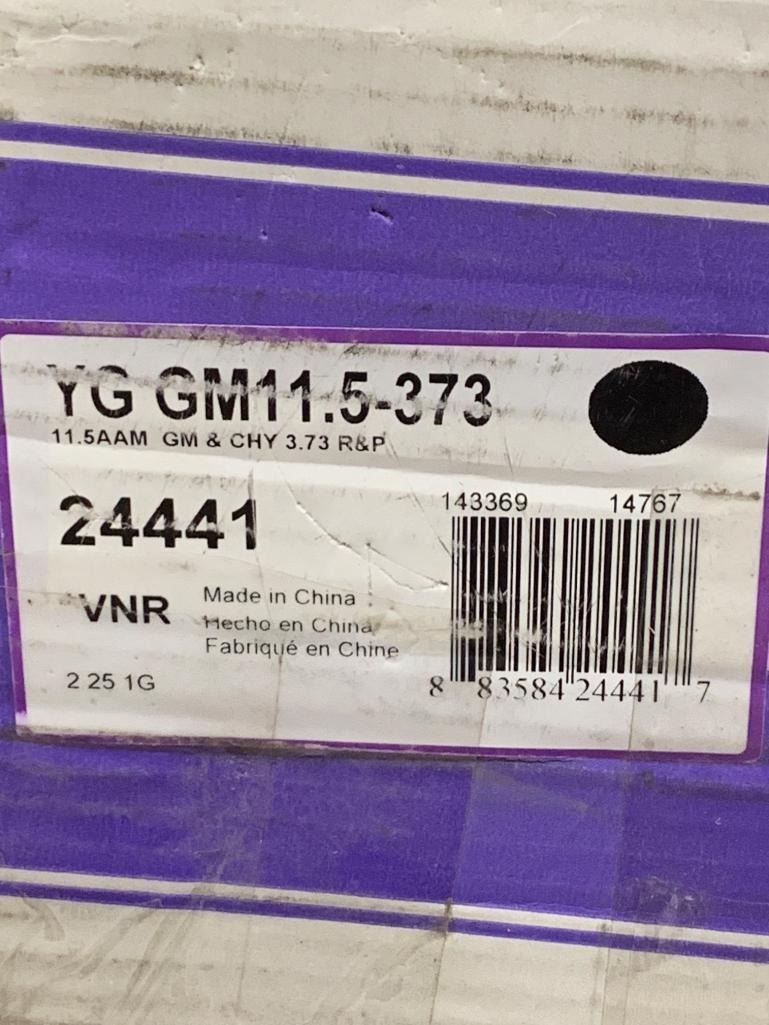 YG GM11.5-373
11.5AAM GM & CHY 3.73 R&P
24441
143369 14767
VNR
Made in China
Hecho en China
Fabriqué en Chine
2 25 1G
8 83584 24441 7